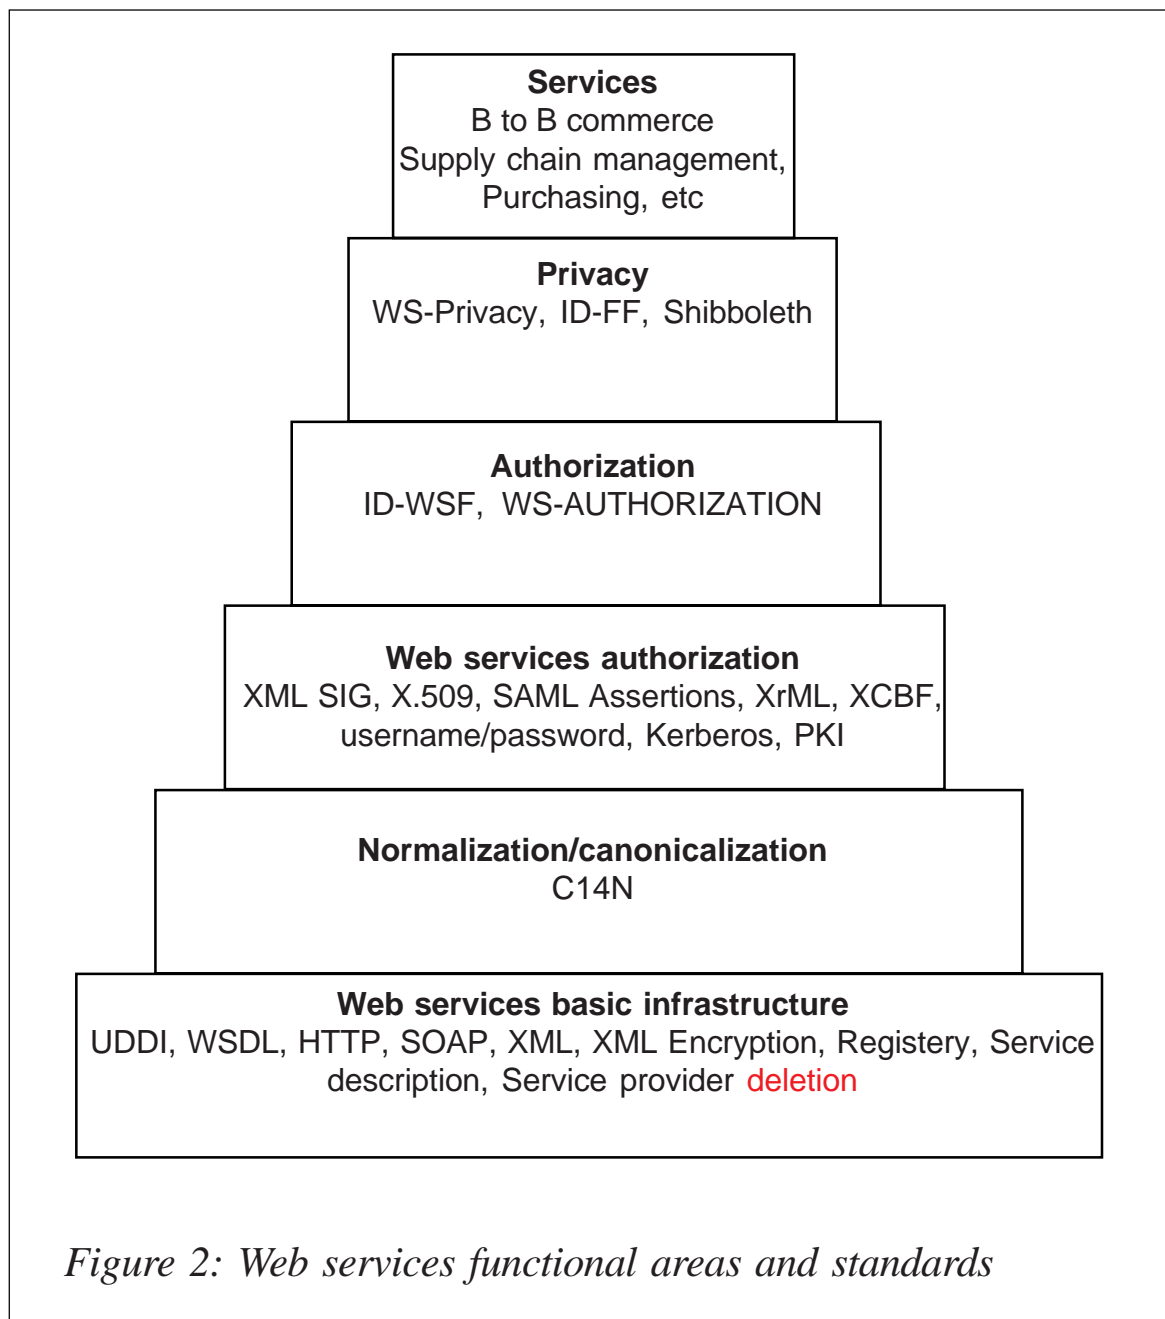 Services
B to B commerce
Supply chain management,
Purchasing, etc
Privacy
WS-Privacy, ID-FF, Shibboleth
Authorization
ID-WSF, WS-AUTHORIZATION
Web services authorization
XML SIG, X.509, SAML Assertions, XrML, XCBF,
username/password, Kerberos, PKI
Normalization/canonicalization
C14N
Web services basic infrastructure
UDDI, WSDL, HTTP, SOAP, XML, XML Encryption, Registery, Service
description, Service provider deletion
Figure 2: Web services functional areas and standards